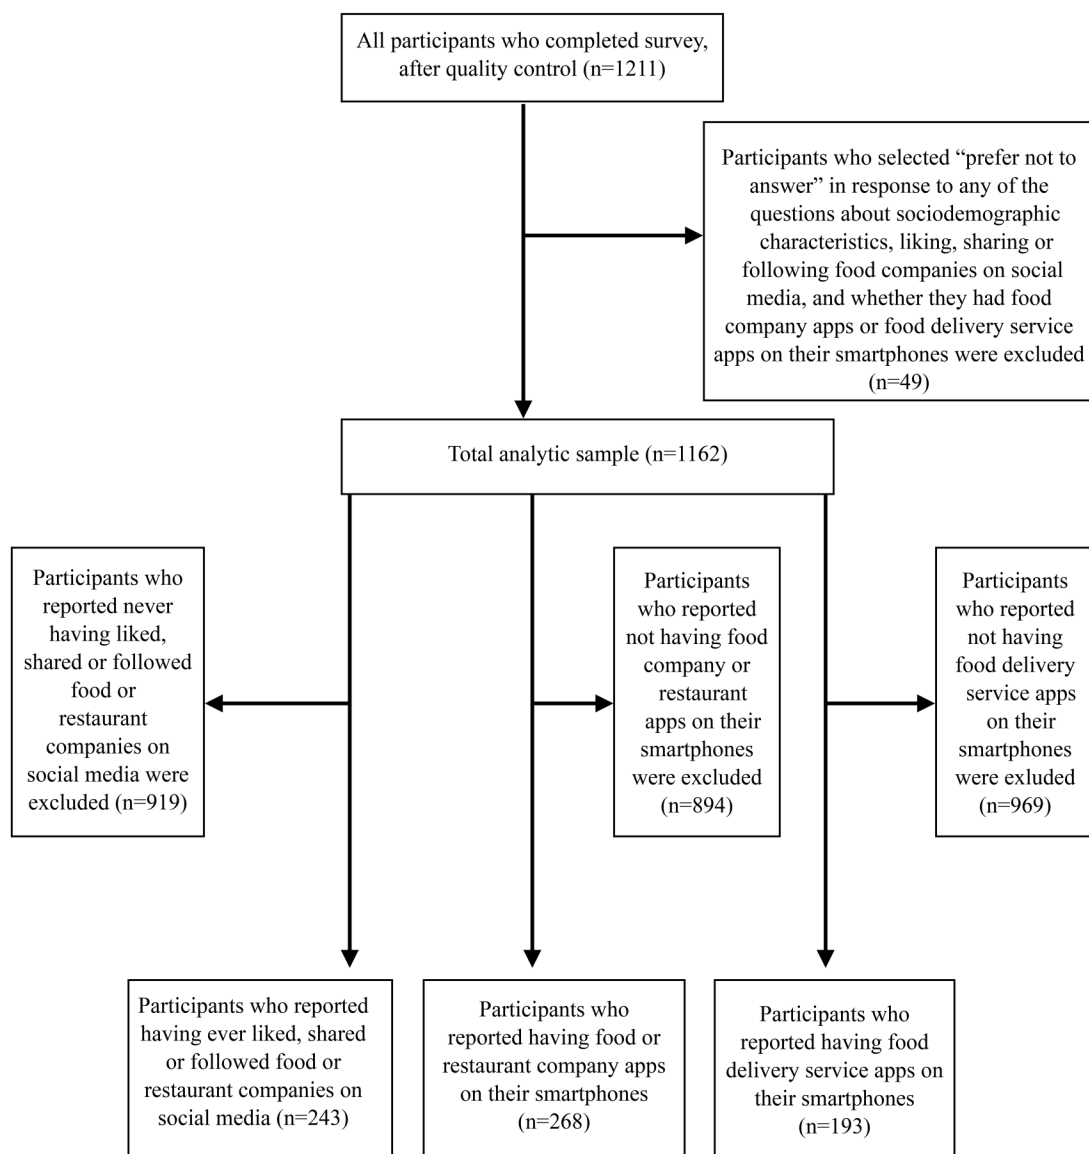 All participants who completed survey,
after quality control (n=1211)
Participants who selected “prefer not to
answer” in response to any of the
questions about sociodemographic
characteristics, liking, sharing or
following food companies on social
media, and whether they had food
company apps or food delivery service
apps on their smartphones were excluded
(n=49)
Total analytic sample (n=1162)
Participants who
reported never
having liked,
shared or followed
food or
restaurant
companies on
social media were
excluded (n=919)
Participants
who reported
not having food
company or
restaurant
apps on their
smartphones
were excluded
(n=894)
Participants
who reported
not having
food delivery
service apps
on their
smartphones
were exluded
(n=969)
Participants who reported
having ever liked, shared
or followed food or
restaurant companies on
social media (n=243)
Participants who
reported having food or
restaurant company apps
on their smartphones
(n=268)
Participants who
reported having food
delivery service apps on
their smartphones
(n=193)